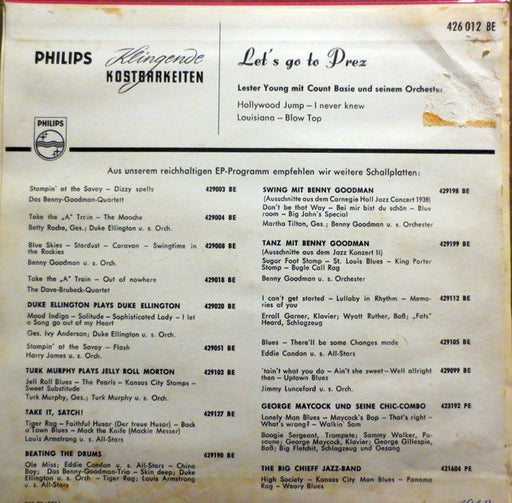 426 012 BE
PHILIPS
Klingende
KOSTBARKEITEN
Let's go to Prez
Lester Young mit Count Basie und seinem Orchester
Hollywood Jump – I never knew
Louisiana – Blow Top
PHILIPS
Aus unserem reichhaltigen EP-Programm empfehlen wir weitere Schallplatten:
Stompin' at the Savoy – Dizzy spells 429003 BE
Das Benny-Goodman-Quartett
Take the „A" Train – The Mooche 429004 BE
Betty Roche, Ges.; Duke Ellington u. s. Orch.
Blue Skies – Stardust – Caravan – Swingtime in 429008 BE
the Rockies
Benny Goodman u. s. Orch.
Take the „A" Train – Out of nowhere 429018 BE
The Dave-Brubeck-Quartet
DUKE ELLINGTON PLAYS DUKE ELLINGTON 429020 BE
Mood Indigo – Solitude – Sophisticated Lady – I let
a Song go out of my Heart
Ges. Ivy Anderson; Duke Ellington u. s. Orch.
Stompin' at the Savoy – Flash 429051 BE
Harry James u. s. Orch.
TURK MURPHY PLAYS JELLY ROLL MORTON 429103 BE
Jell Roll Blues – The Pearls – Kansas City Stomps –
Sweet Substitute
Turk Murphy, Ges.; Turk Murphy u. s. Orch.
TAKE IT, SATCH! 429127 BE
Tiger Rag – Faithful Husar (Der treue Husar) – Back
o'Town Blues – Mack the Knife (Mackie Messer)
Louis Armstrong u. s. All-Stars
BEATING THE DRUMS 429190 BE
Ole Miss; Eddie Condon u. s. All-Stars – China
Boy; Das Benny-Goodman-Trio – Skin deep; Duke
Ellington u. s. Orch. – Tiger Rag; Louis Armstrong
u. s. All-Stars
SWING MIT BENNY GOODMAN 429198 BE
(Ausschnitte aus dem Carnegie Hall Jazz Concert 1938)
Don't be that Way – Bei mir bist du schön – Blue
room – Big John's Special
Martha Tilton, Ges.; Benny Goodman u. s. Orchester
TANZ MIT BENNY GOODMAN 429199 BE
(Ausschnitte aus dem Jazz Konzert II)
Sugar Foot Stomp – St. Louis Blues – King Porter
Stomp – Bugle Call Rag
Benny Goodman u. s. Orchester
I can't get started – Lullaby in Rhythm – Memo- 429112 BE
ries of you
Erroll Garner, Klavier; Wyatt Ruther, Baß; „Fats"
Heard, Schlagzeug
Blues – There'll be some Changes made 429105 BE
Eddie Condon u. s. All-Stars
'tain't what you do – Ain't she sweet – Well allright 429099 BE
then – Uptown Blues
Jimmy Lunceford u. s. Orch.
GEORGE MAYCOCK UND SEINE CHIC-COMBO 423192 PE
Lonely Man Blues – Maycock's Bop – That's right –
What's wrong? – Walkin' Sam
Boogie Sergeant, Trompete; Sammy Walker, Po-
saune; George Maycock, Klavier; George Gillespie,
Baß; Big Fletchit, Schlagzeug und Gesang
THE BIG CHIEFF JAZZ-BAND 421604 PE
High Society – Kansas City Man Blues – Panama
Rag – Weary Blues